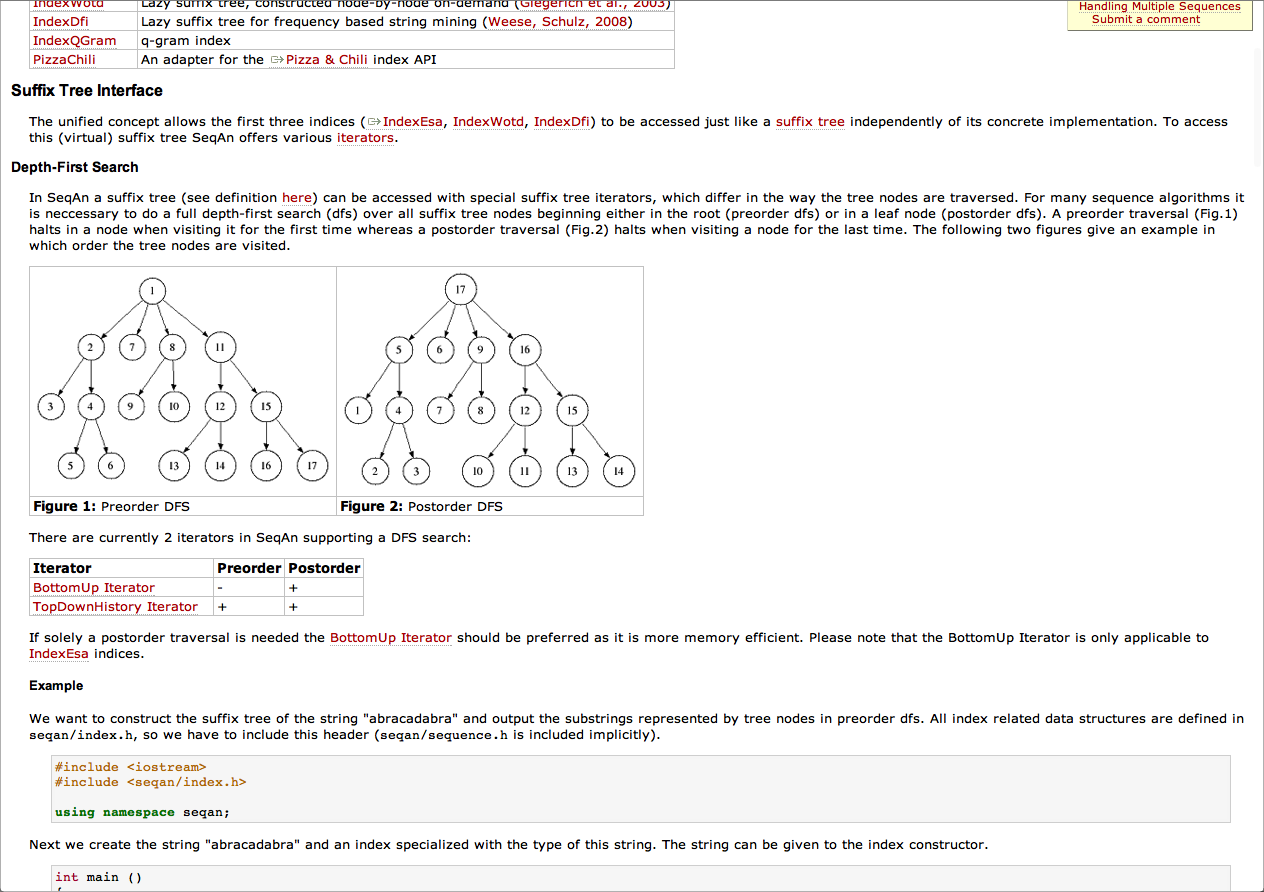 IndexWotd Lazy suffix tree, constructed node-by-node on-demand (Giegerich et al., 2003)
IndexDfi Lazy suffix tree for frequency based string mining (Weese, Schulz, 2008)
IndexQGram q-gram index
PizzaChili An adapter for the Pizza & Chili index API
Handling Multiple Sequences
Submit a comment
Suffix Tree Interface
The unified concept allows the first three indices (IndexEsa, IndexWotd, IndexDfi) to be accessed just like a suffix tree independently of its concrete implementation. To access
this (virtual) suffix tree SeqAn offers various iterators.
Depth-First Search
In SeqAn a suffix tree (see definition here) can be accessed with special suffix tree iterators, which differ in the way the tree nodes are traversed. For many sequence algorithms it
is neccessary to do a full depth-first search (dfs) over all suffix tree nodes beginning either in the root (preorder dfs) or in a leaf node (postorder dfs). A preorder traversal (Fig.1)
halts in a node when visiting it for the first time whereas a postorder traversal (Fig.2) halts when visiting a node for the last time. The following two figures give an example in
which order the tree nodes are visited.
1
2 7 8 11
3 4 9 10 12 15
5 6 13 14 16 17
Figure 1: Preorder DFS
17
5 6 9 16
1 4 7 8 12 15
2 3 10 11 13 14
Figure 2: Postorder DFS
There are currently 2 iterators in SeqAn supporting a DFS search:
Iterator Preorder Postorder
BottomUp Iterator - +
TopDownHistory Iterator + +
If solely a postorder traversal is needed the BottomUp Iterator should be preferred as it is more memory efficient. Please note that the BottomUp Iterator is only applicable to
IndexEsa indices.
Example
We want to construct the suffix tree of the string "abracadabra" and output the substrings represented by tree nodes in preorder dfs. All index related data structures are defined in
seqan/index.h, so we have to include this header (seqan/sequence.h is included implicitly).
#include <iostream>
#include <seqan/index.h>
using namespace seqan;
Next we create the string "abracadabra" and an index specialized with the type of this string. The string can be given to the index constructor.
int main ()